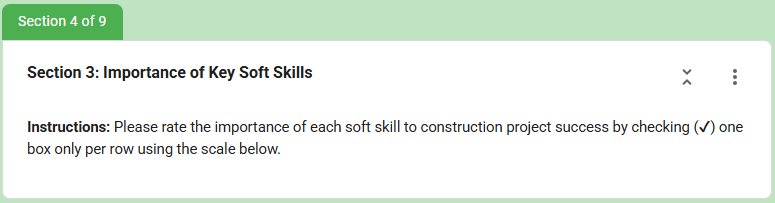 Section 4 of 9
Section 3: Importance of Key Soft Skills
Instructions: Please rate the importance of each soft skill to construction project success by checking (✓) one
box only per row using the scale below.